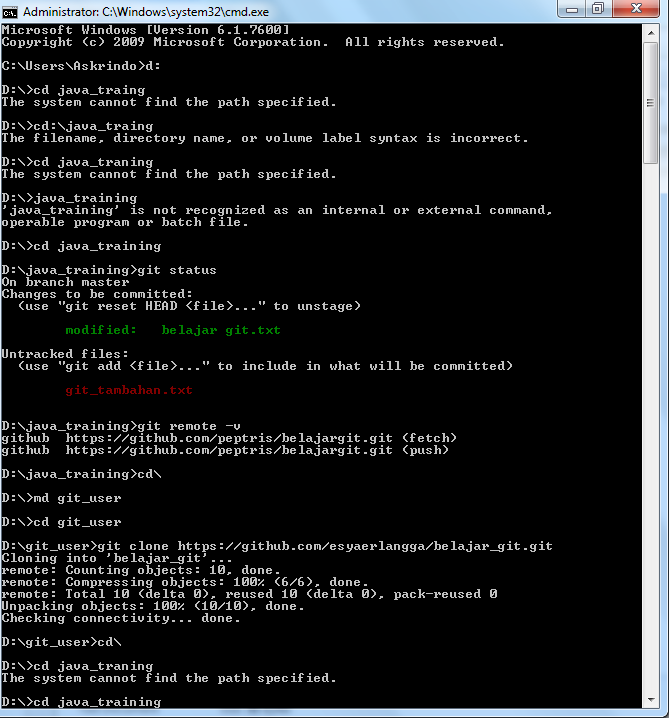 Administrator: C:\Windows\system32\cmd.exe
Microsoft Windows [Version 6.1.7600]
Copyright (c) 2009 Microsoft Corporation.  All rights reserved.
C:\Users\Askrindo>d:
D:\>cd java_traing
The system cannot find the path specified.
D:\>cd:\java_traing
The filename, directory name, or volume label syntax is incorrect.
D:\>cd java_traning
The system cannot find the path specified.
D:\>java_training
'java_training' is not recognized as an internal or external command,
operable program or batch file.
D:\>cd java_training
D:\java_training>git status
On branch master
Changes to be committed:
  (use "git reset HEAD <file>..." to unstage)
        modified:   belajar git.txt
Untracked files:
  (use "git add <file>..." to include in what will be committed)
        git_tambahan.txt
D:\java_training>git remote -v
github  https://github.com/peptris/belajargit.git (fetch)
github  https://github.com/peptris/belajargit.git (push)
D:\java_training>cd\
D:\>md git_user
D:\>cd git_user
D:\git_user>git clone https://github.com/esyaerlangga/belajar_git.git
Cloning into 'belajar_git'...
remote: Counting objects: 10, done.
remote: Compressing objects: 100% (6/6), done.
remote: Total 10 (delta 0), reused 10 (delta 0), pack-reused 0
Unpacking objects: 100% (10/10), done.
Checking connectivity... done.
D:\git_user>cd\
D:\>cd java_traning
The system cannot find the path specified.
D:\>cd java_training